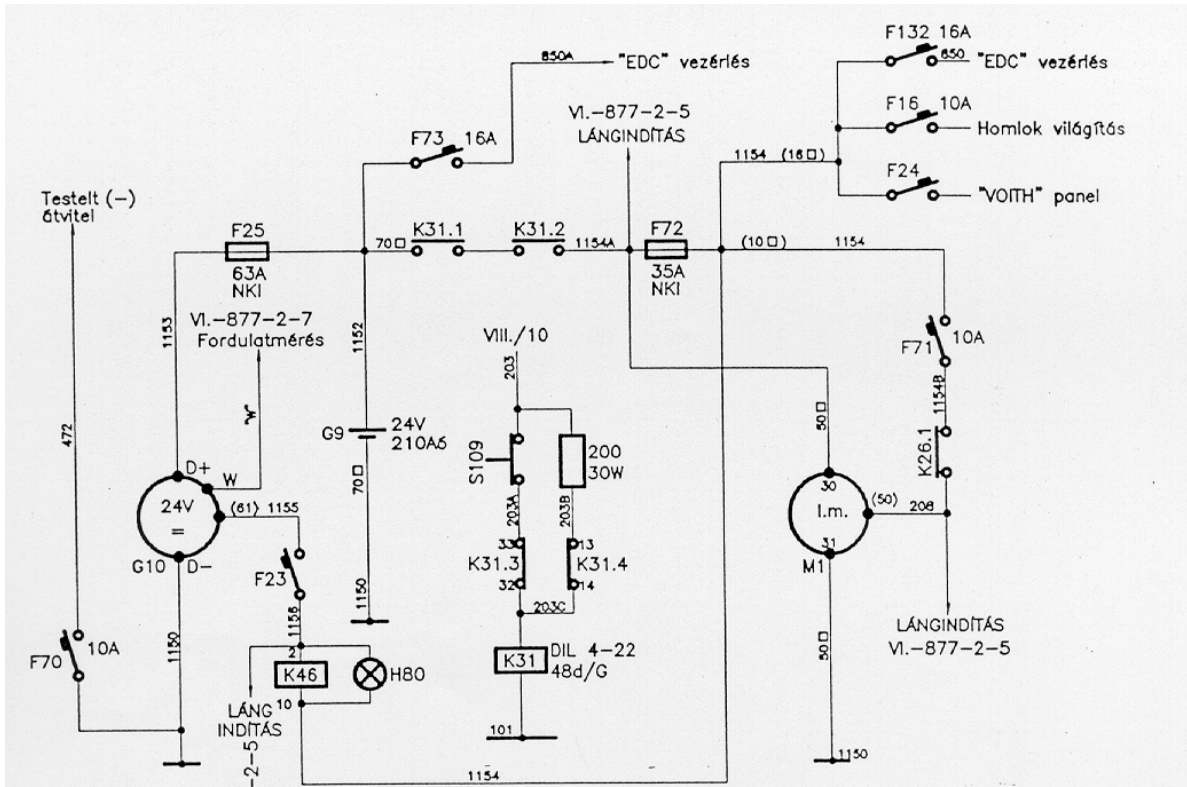 F132 16A
850
850A
"EDC" vezérlés
"EDC" vezérlés
VI.-877-2-5
LÁNGINDÍTÁS
F16 10A
Homlok világítás
F73 16A
1154 (16□)
F24
"VOITH" panel
Testelt (-)
átvitel
F25
63A
NKI
70□
K31.1
K31.2
1154A
F72
35A
NKI
(10□)
1154
VI.-877-2-7
Fordulatmérés
1153
1152
VIII./10
203
F71
10A
1154B
"W"
472
G9
24V
210Aó
70□
S109
200
30W
50□
K26.1
D+
W
24V
=
G10
D-
(61) 1155
203A
203B
30
I.m.
31
M1
(50)
206
F23
33
K31.3
32
13
K31.4
14
1156
1150
203C
F70
10A
1150
2
K46
10
H80
K31
DIL 4-22
48d/G
50□
LÁNGINDÍTÁS
VI.-877-2-5
LÁNG
INDÍTÁS
-2-5
101
1150
1154